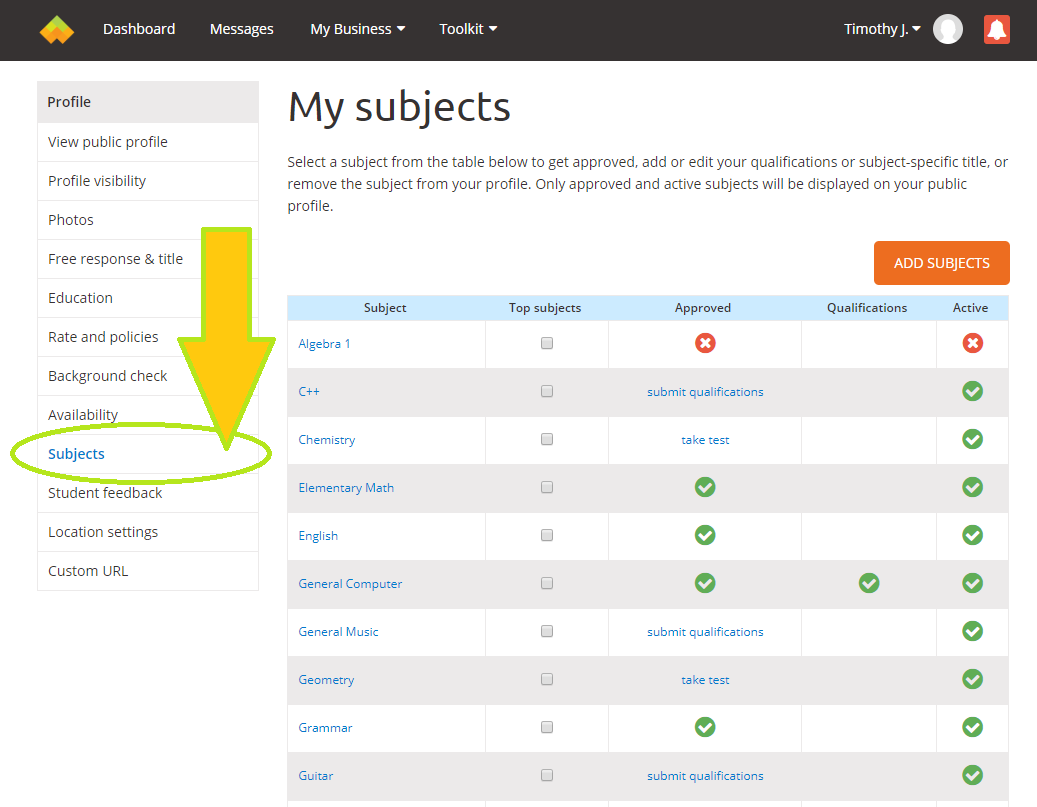 Dashboard Messages My Business Toolkit Timothy J.
Profile
View public profile
Profile visibility
Photos
Free response & title
Education
Rate and policies
Background check
Availability
Subjects
Student feedback
Location settings
Custom URL
My subjects
Select a subject from the table below to get approved, add or edit your qualifications or subject-specific title, or
remove the subject from your profile. Only approved and active subjects will be displayed on your public
profile.
ADD SUBJECTS
Subject Top subjects Approved Qualifications Active
Algebra 1
C++ submit qualifications
Chemistry take test
Elementary Math
English
General Computer
General Music submit qualifications
Geometry take test
Grammar
Guitar submit qualifications